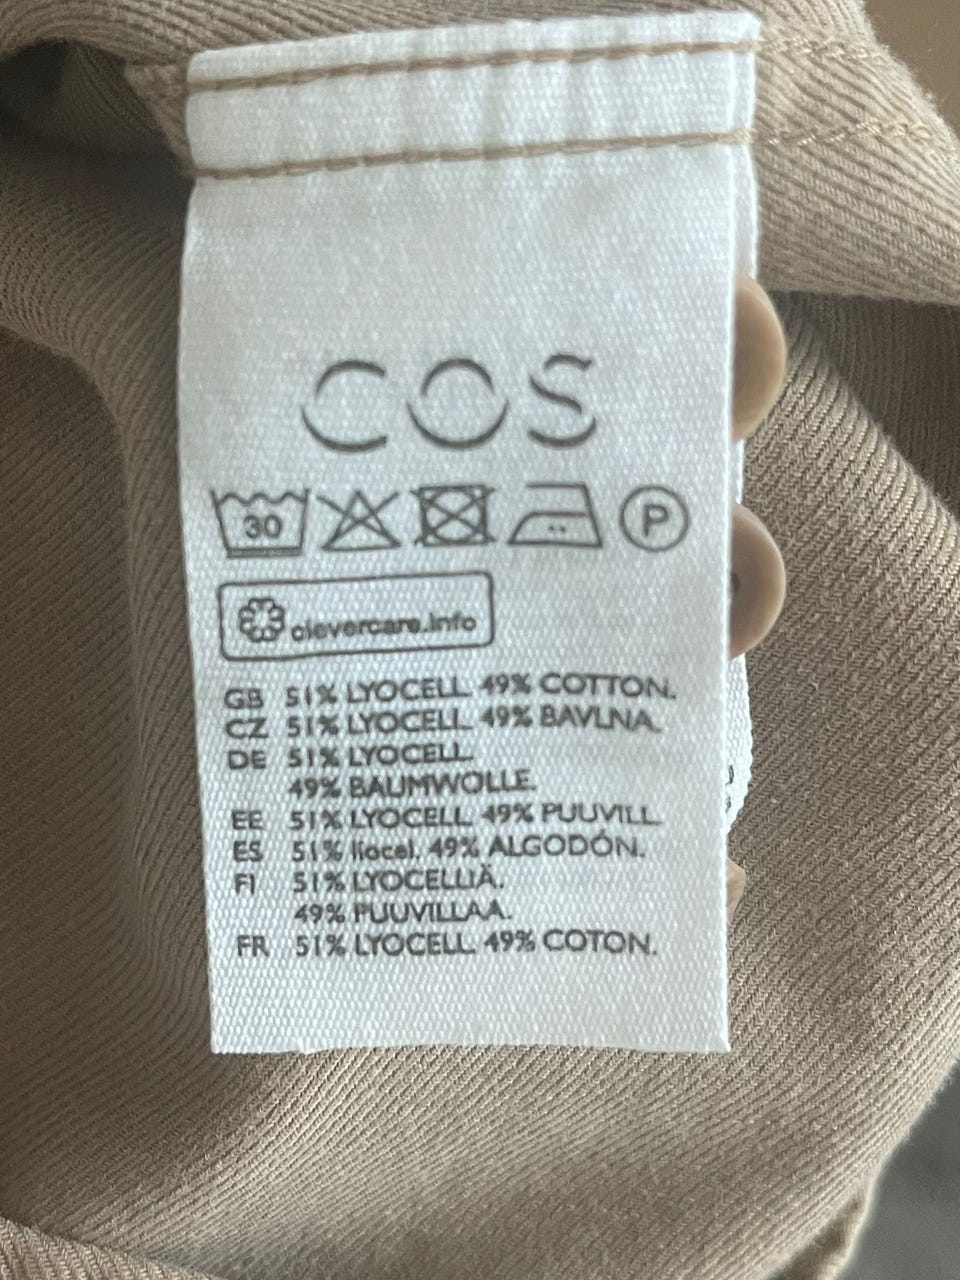 COS
30 P
clevercare.info
GB 51% LYOCELL. 49% COTTON.
CZ 51% LYOCELL. 49% BAVLNA.
DE 51% LYOCELL.
49% BAUMWOLLE.
EE 51% LYOCELL. 49% PUUVILL.
ES 51% liocel. 49% ALGODÓN.
FI 51% LYOCELLIÄ.
49% PUUVILLAA.
FR 51% LYOCELL. 49% COTON.